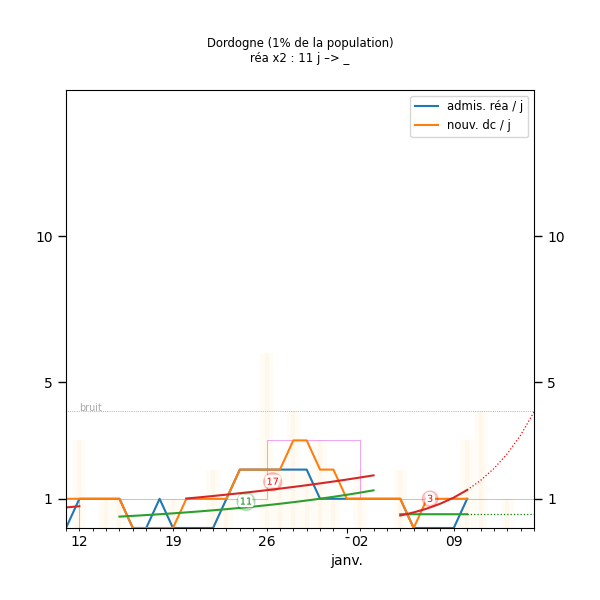 Dordogne (1% de la population)
réa x2 : 11 j –> _
admis. réa / j
nouv. dc / j
10
10
5
5
bruit
17
11
3
1
1
12
19
26
02
09
janv.